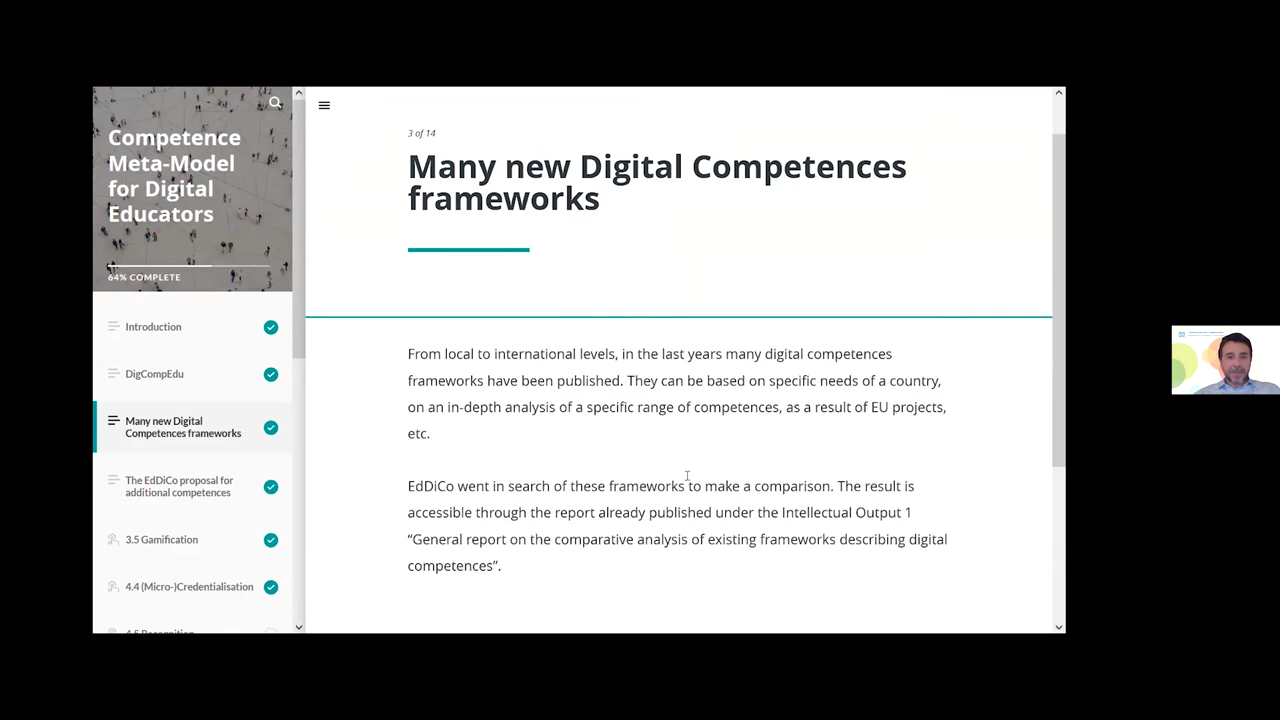 Competence
Meta-Model
for Digital
Educators
64% COMPLETE
Introduction
DigCompEdu
Many new Digital
Competences frameworks
The EdDiCo proposal for
additional competences
3.5 Gamification
4.4 (Micro-)Credentialisation
4.5 Recognition
3 of 14
Many new Digital Competences
frameworks
From local to international levels, in the last years many digital competences
frameworks have been published. They can be based on specific needs of a country,
on an in-depth analysis of a specific range of competences, as a result of EU projects,
etc.
EdDiCo went in search of these frameworks to make a comparison. The result is
accessible through the report already published under the Intellectual Output 1
“General report on the comparative analysis of existing frameworks describing digital
competences”.